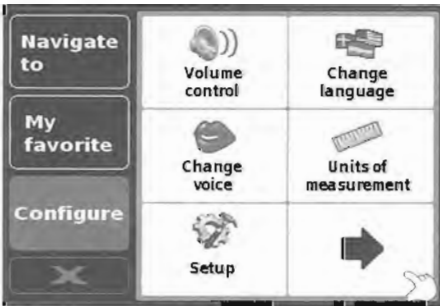 Navigate
to
My
favorite
Configure
Volume
control
Change
language
Change
voice
Units of
measurement
Setup